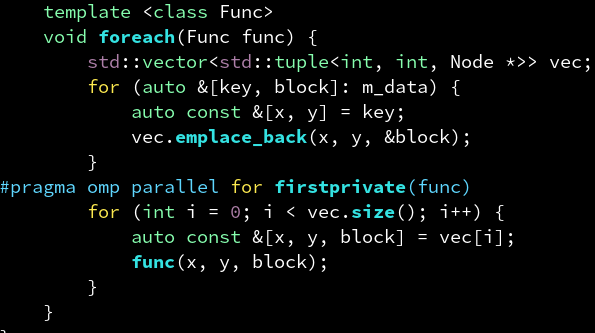 template <class Func>
void foreach(Func func) {
std::vector<std::tuple<int, int, Node *>> vec;
for (auto &[key, block]: m_data) {
auto const &[x, y] = key;
vec.emplace_back(x, y, &block);
}
#pragma omp parallel for firstprivate(func)
for (int i = 0; i < vec.size(); i++) {
auto const &[x, y, block] = vec[i];
func(x, y, block);
}
}